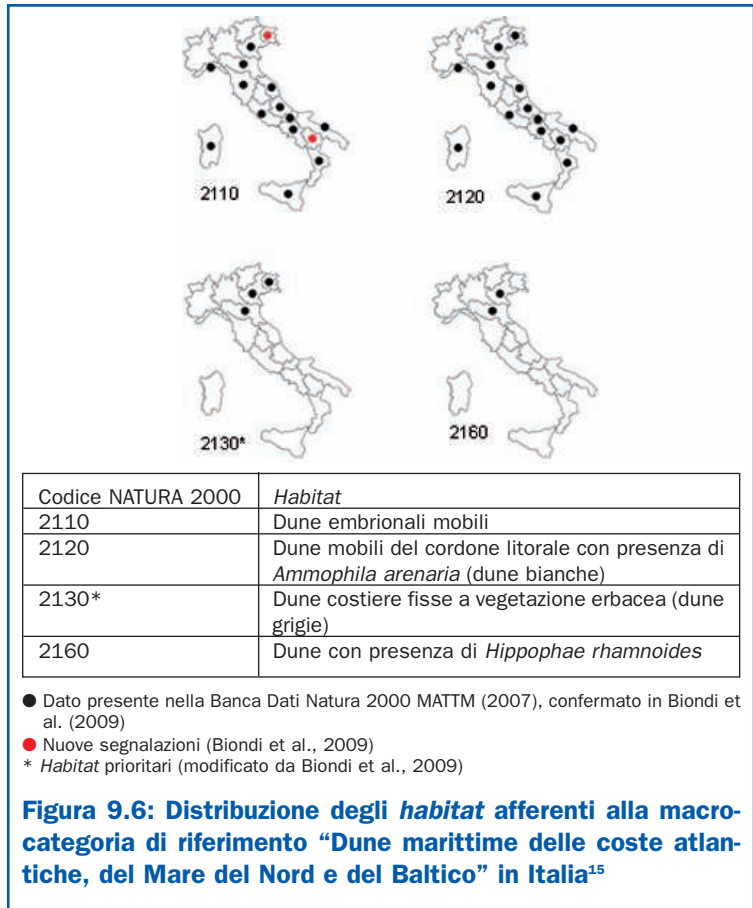 2110
2120
2130*
2160
Codice NATURA 2000 Habitat
2110 Dune embrionali mobili
2120 Dune mobili del cordone litorale con presenza di
Ammophila arenaria (dune bianche)
2130* Dune costiere fisse a vegetazione erbacea (dune
grigie)
2160 Dune con presenza di Hippophae rhamnoides
● Dato presente nella Banca Dati Natura 2000 MATTM (2007), confermato in Biondi et
al. (2009)
● Nuove segnalazioni (Biondi et al., 2009)
* Habitat prioritari (modificato da Biondi et al., 2009)
Figura 9.6: Distribuzione degli habitat afferenti alla macro-
categoria di riferimento “Dune marittime delle coste atlan-
tiche, del Mare del Nord e del Baltico” in Italia¹⁵